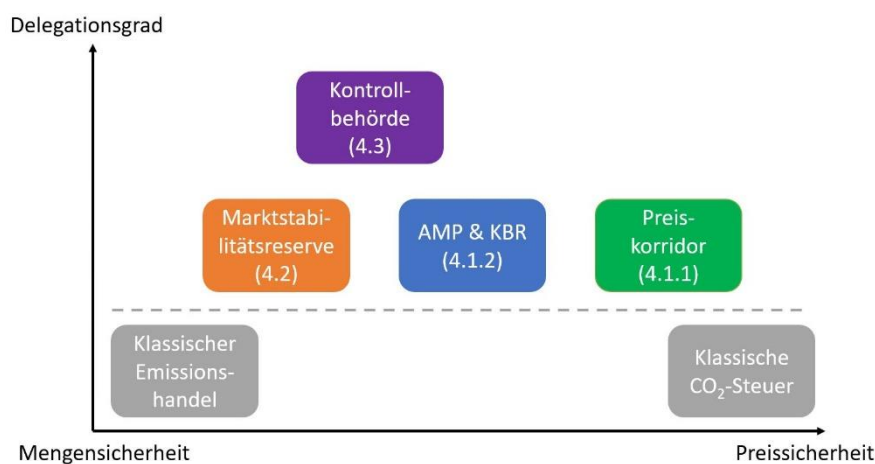 Delegationsgrad
Kontroll-
behörde
(4.3)
Marktstabi-
litätsreserve
(4.2)
AMP & KBR
(4.1.2)
Preis-
korridor
(4.1.1)
Klassischer
Emissions-
handel
Klassische
CO₂-Steuer
Mengensicherheit
Preissicherheit